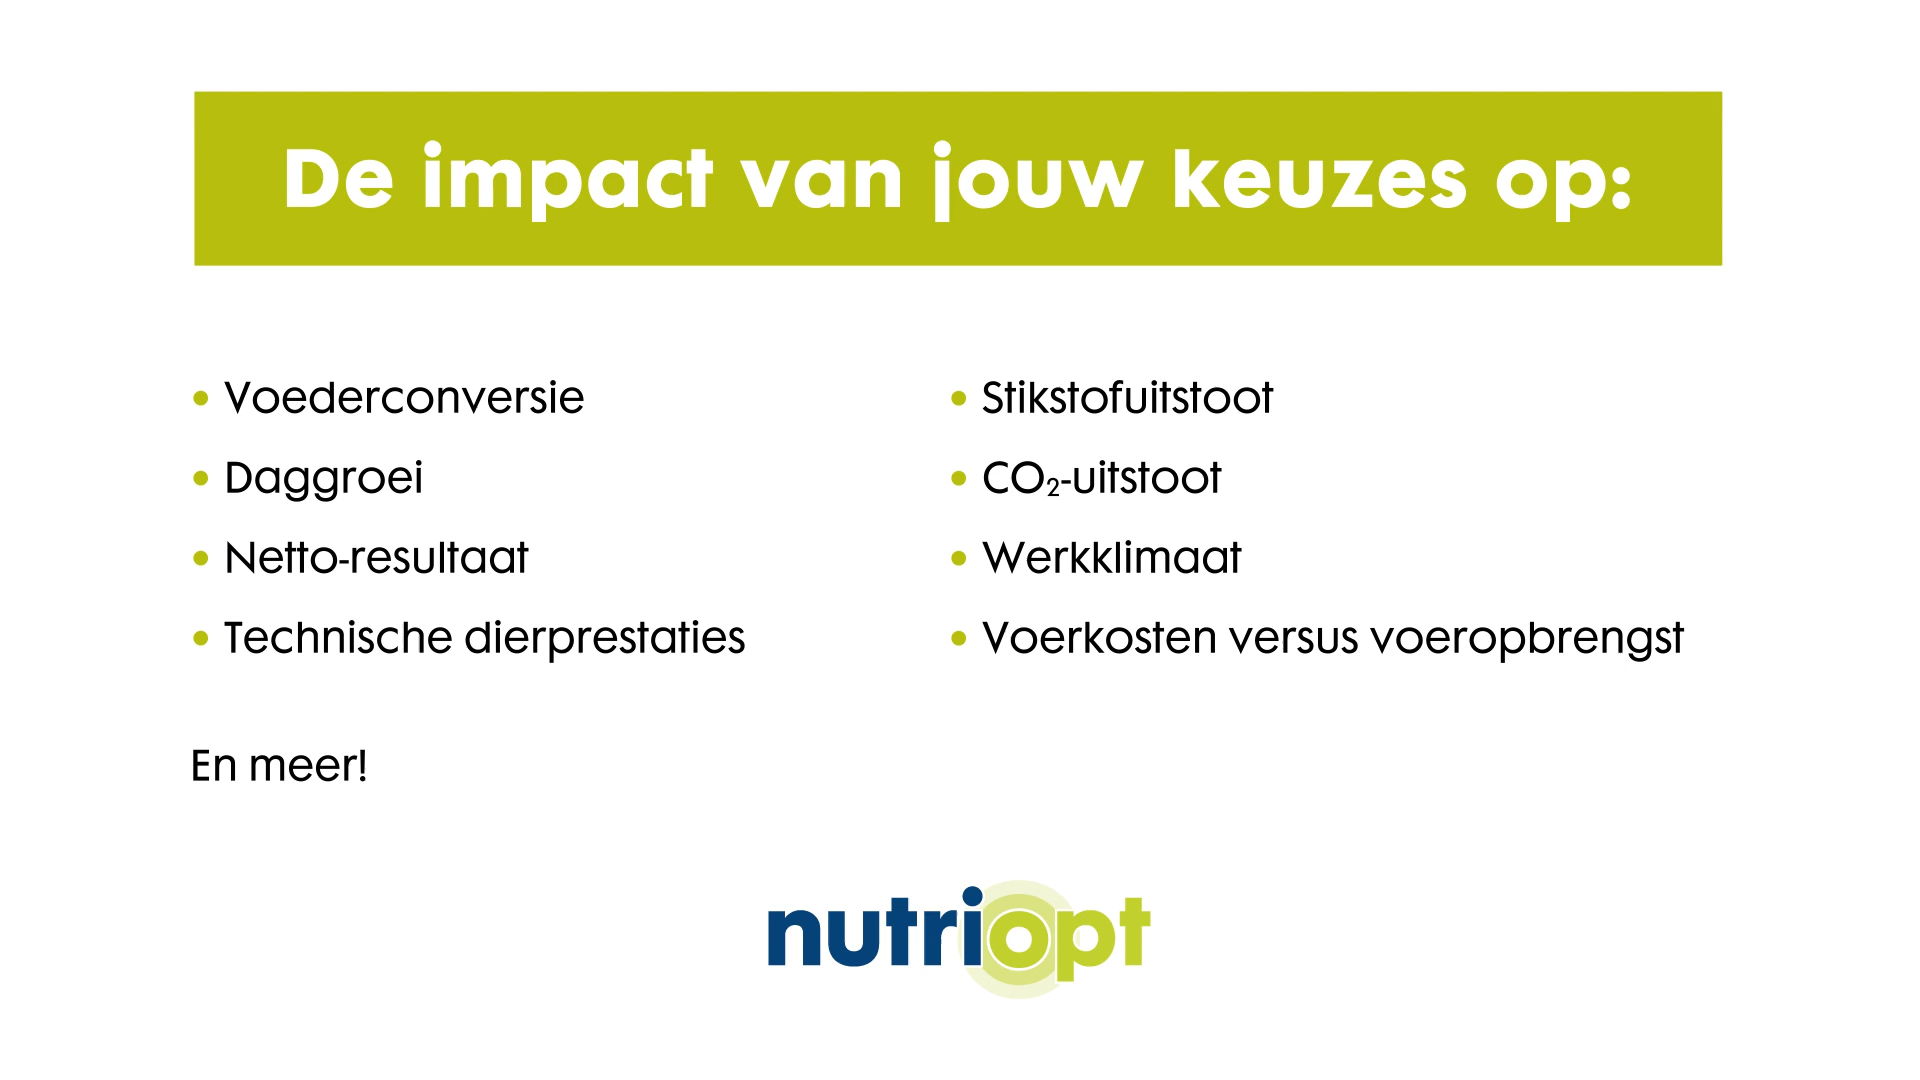 De impact van jouw keuzes op:
• Voederconversie
• Daggroei
• Netto-resultaat
• Technische dierprestaties
• Stikstofuitstoot
• CO₂-uitstoot
• Werkklimaat
• Voerkosten versus voeropbrengst
En meer!
nutriopt